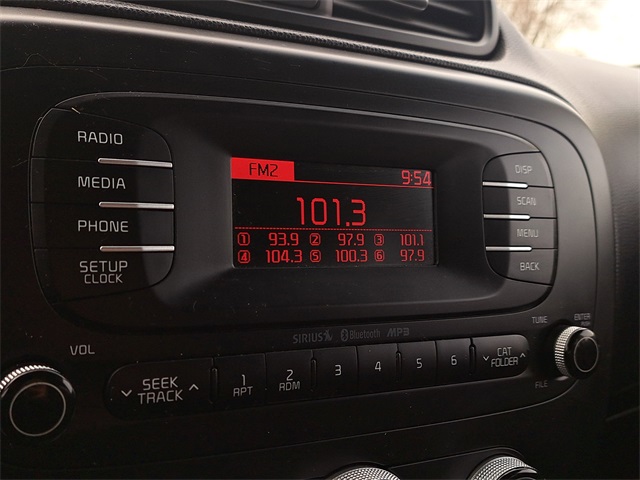 RADIO
MEDIA
PHONE
SETUP
CLOCK
FM2
9:54
101.3
① 93.9 ② 97.9 ③ 101.1
④ 104.3 ⑤ 100.3 ⑥ 97.9
DISP
SCAN
MENU
BACK
SIRIUS Bluetooth MP3
VOL
SEEK
TRACK
1
RPT
2
RDM
3
4
5
6
CAT
FOLDER
TUNE
ENTER
FILE